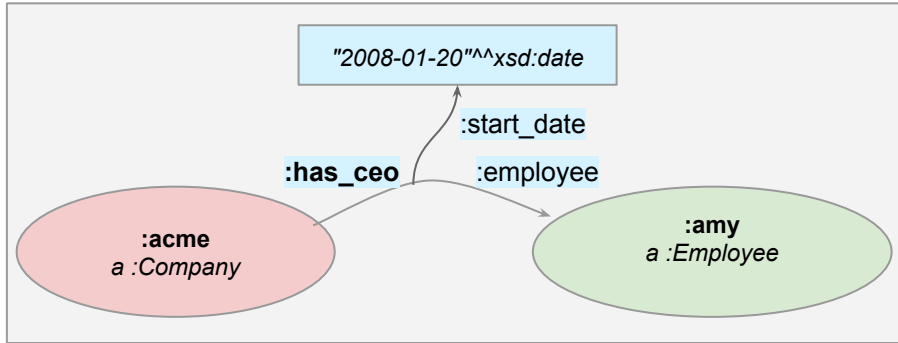 "2008-01-20"^^xsd:date
:start_date
:has_ceo
:employee
:acme
a :Company
:amy
a :Employee